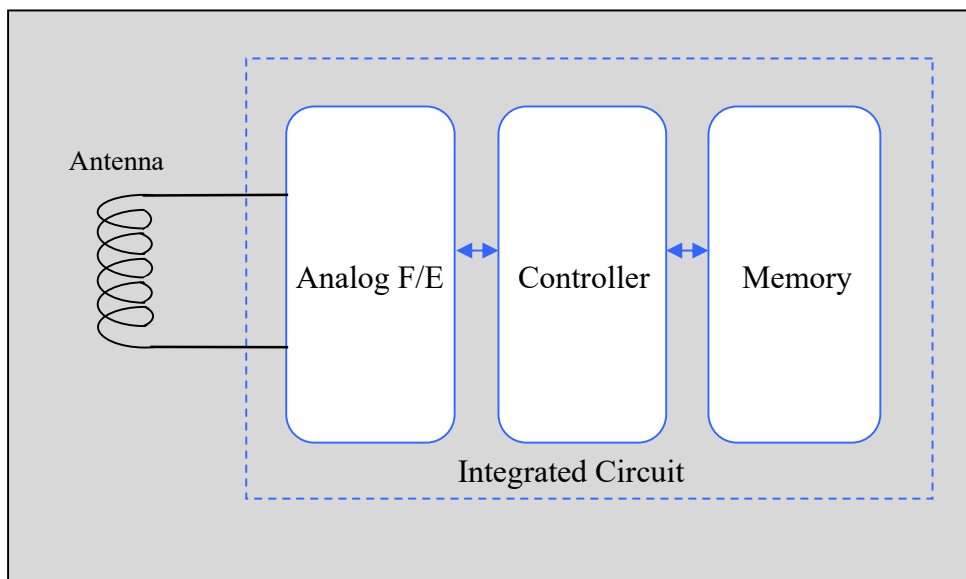 Antenna
Analog F/E
Controller
Memory
Integrated Circuit